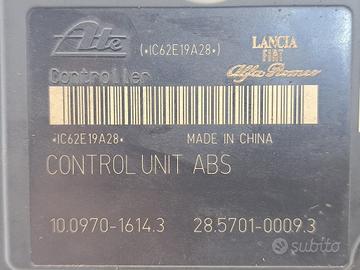 Ate (*IC62E19A28*) LANCIA
FIAT
Controller Alfa Romeo
*IC62E19A28* MADE IN CHINA
CONTROL UNIT ABS
10.0970-1614.3 28.5701-0009.3
subito